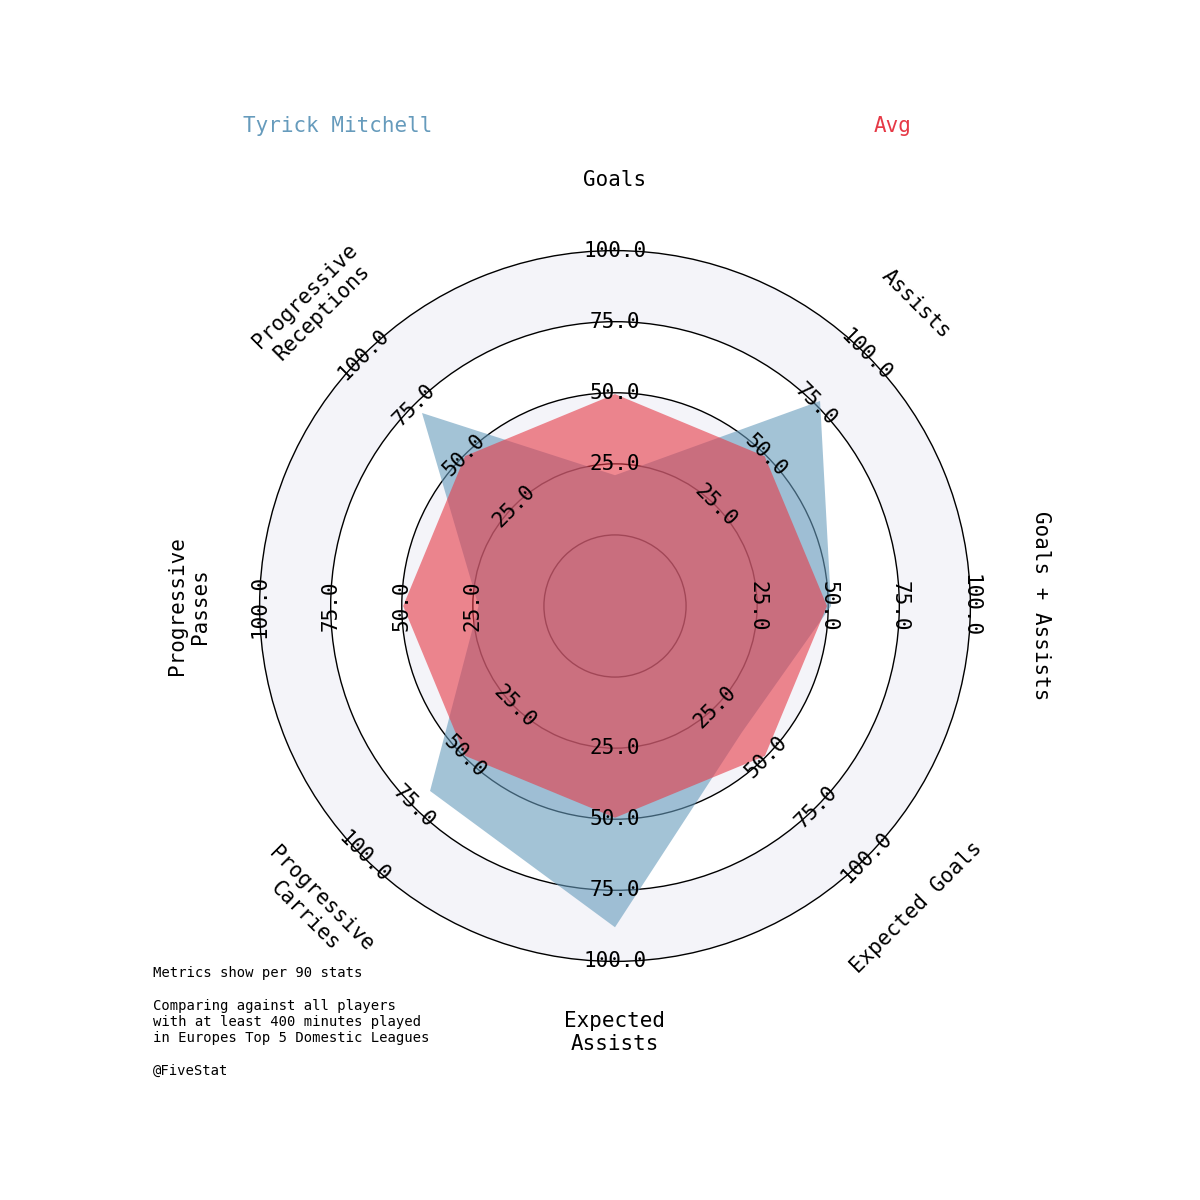 Tyrick Mitchell
Avg
Goals
Assists
Goals + Assists
Expected Goals
Expected
Assists
Progressive
Carries
Progressive
Passes
Progressive
Receptions
25.0
50.0
75.0
100.0
25.0
50.0
75.0
100.0
25.0
50.0
75.0
100.0
25.0
50.0
75.0
100.0
25.0
50.0
75.0
100.0
25.0
50.0
75.0
100.0
25.0
50.0
75.0
100.0
25.0
50.0
75.0
100.0
Metrics show per 90 stats
Comparing against all players
with at least 400 minutes played
in Europes Top 5 Domestic Leagues
@FiveStat